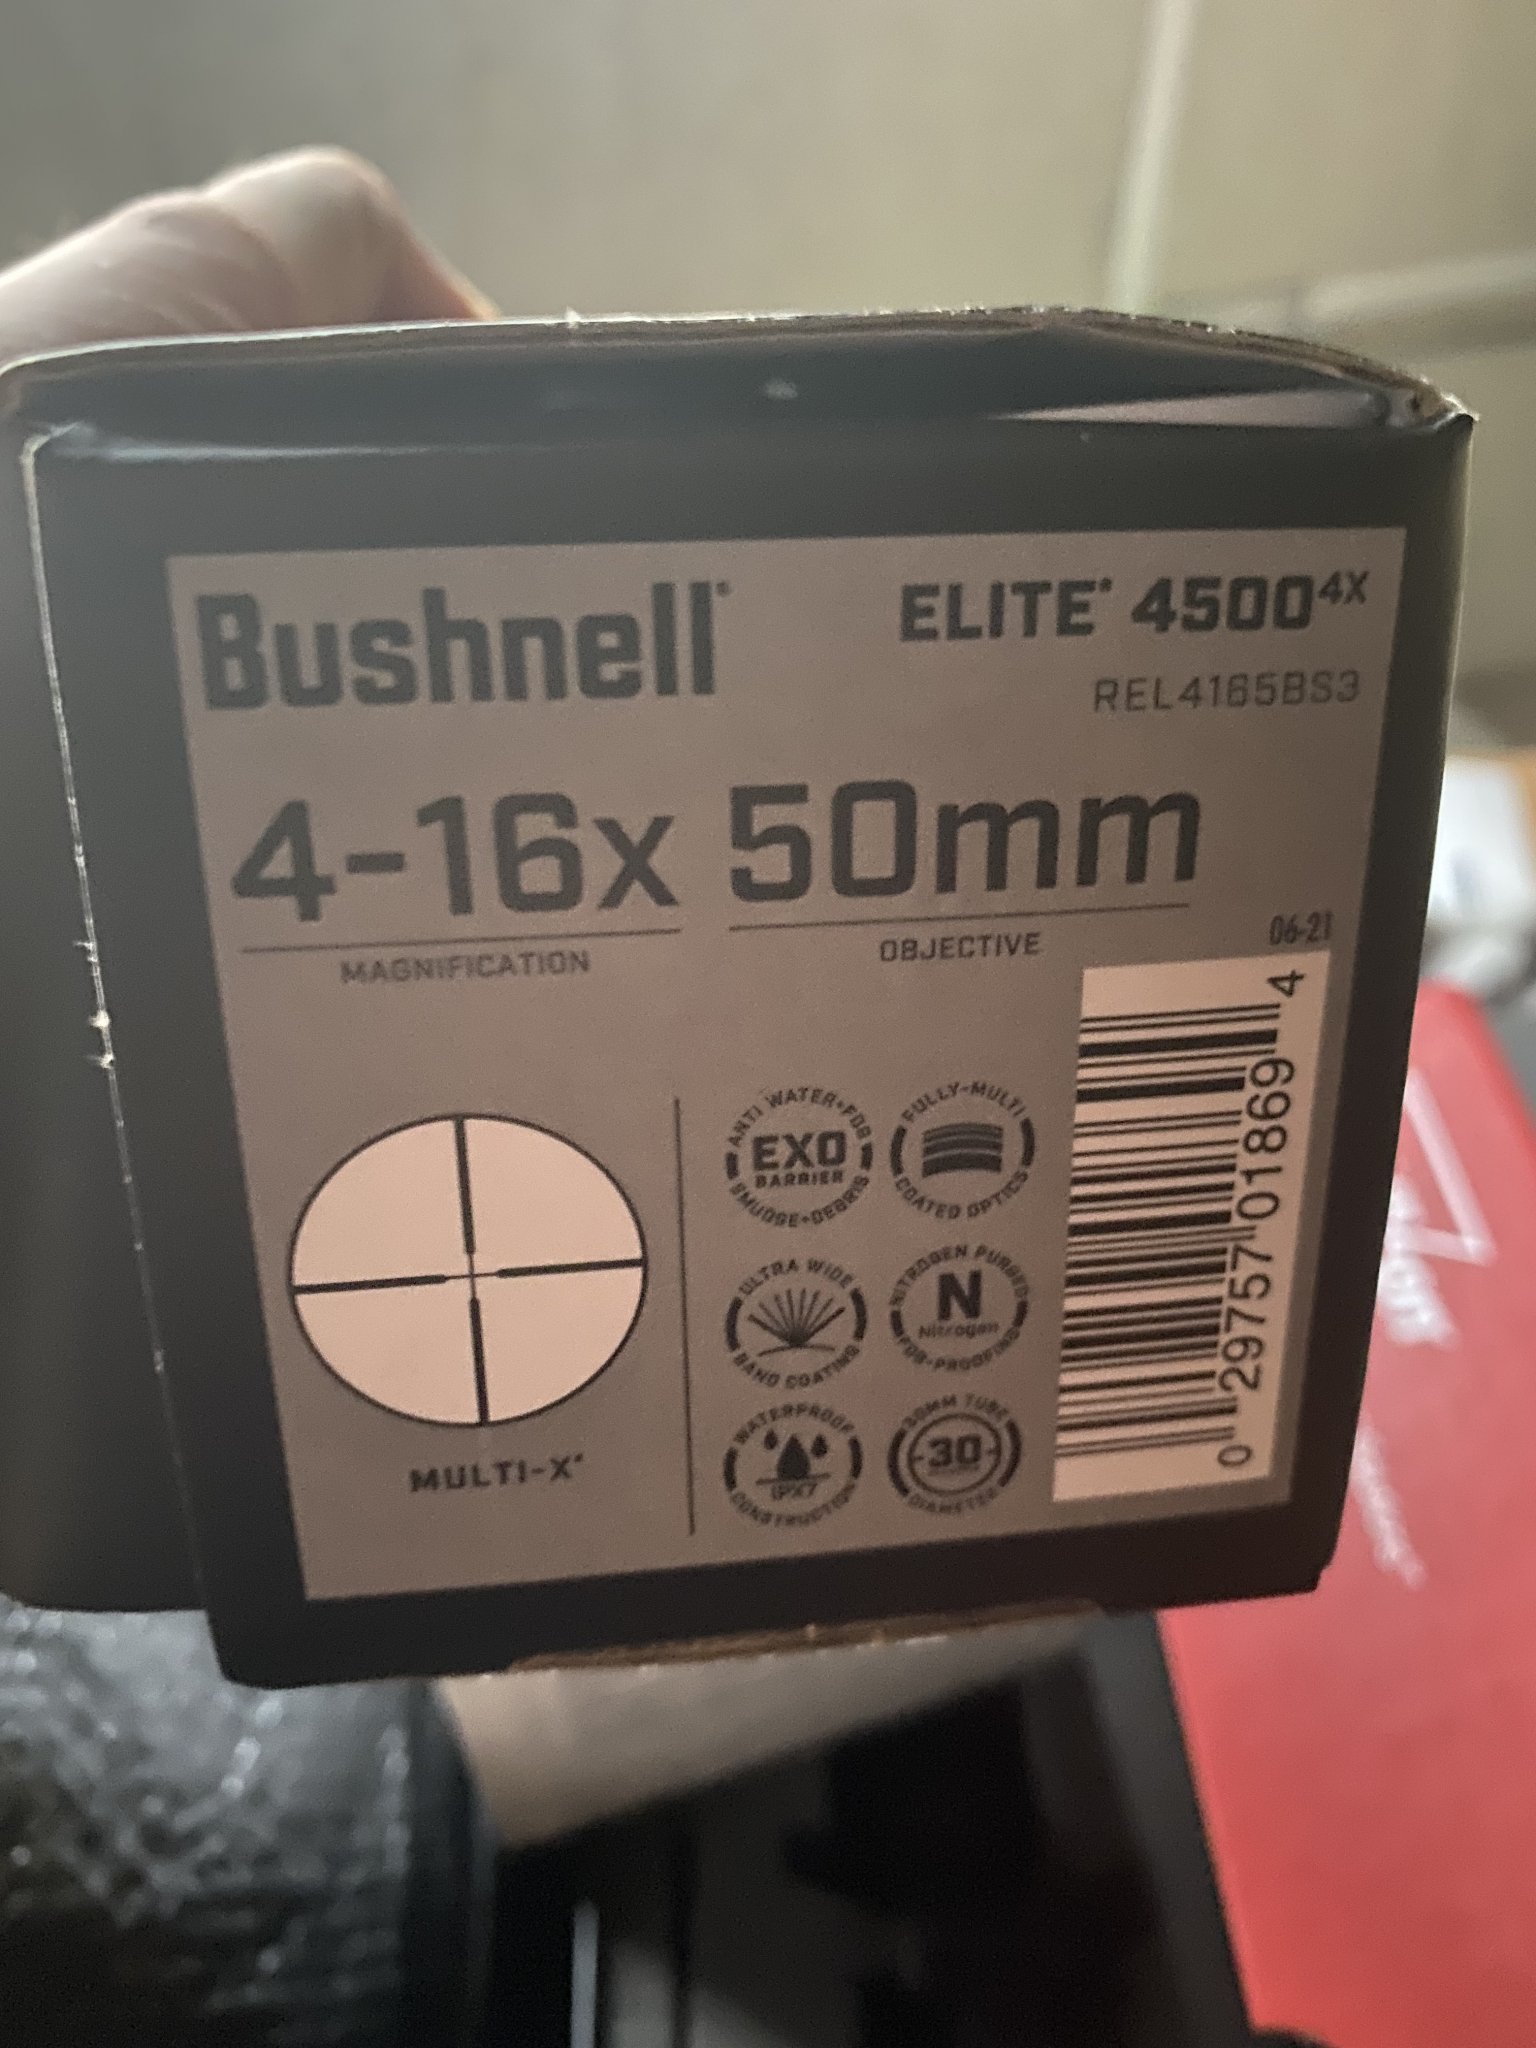 Bushnell®
ELITE® 4500 4X
REL4165BS3
4-16x 50mm
MAGNIFICATION
OBJECTIVE
06-21
MULTI-X®
ANTI WATER•FOG
EXO
BARRIER
SMUDGE•DEBRIS
FULLY-MULTI
COATED OPTICS
ULTRA WIDE
BAND COATING
NITROGEN PURGED
N
Nitrogen
FOG-PROOFING
WATERPROOF
IPX7
CONSTRUCTION
30MM TUBE
30
DIAMETER
0 29757 01869 4